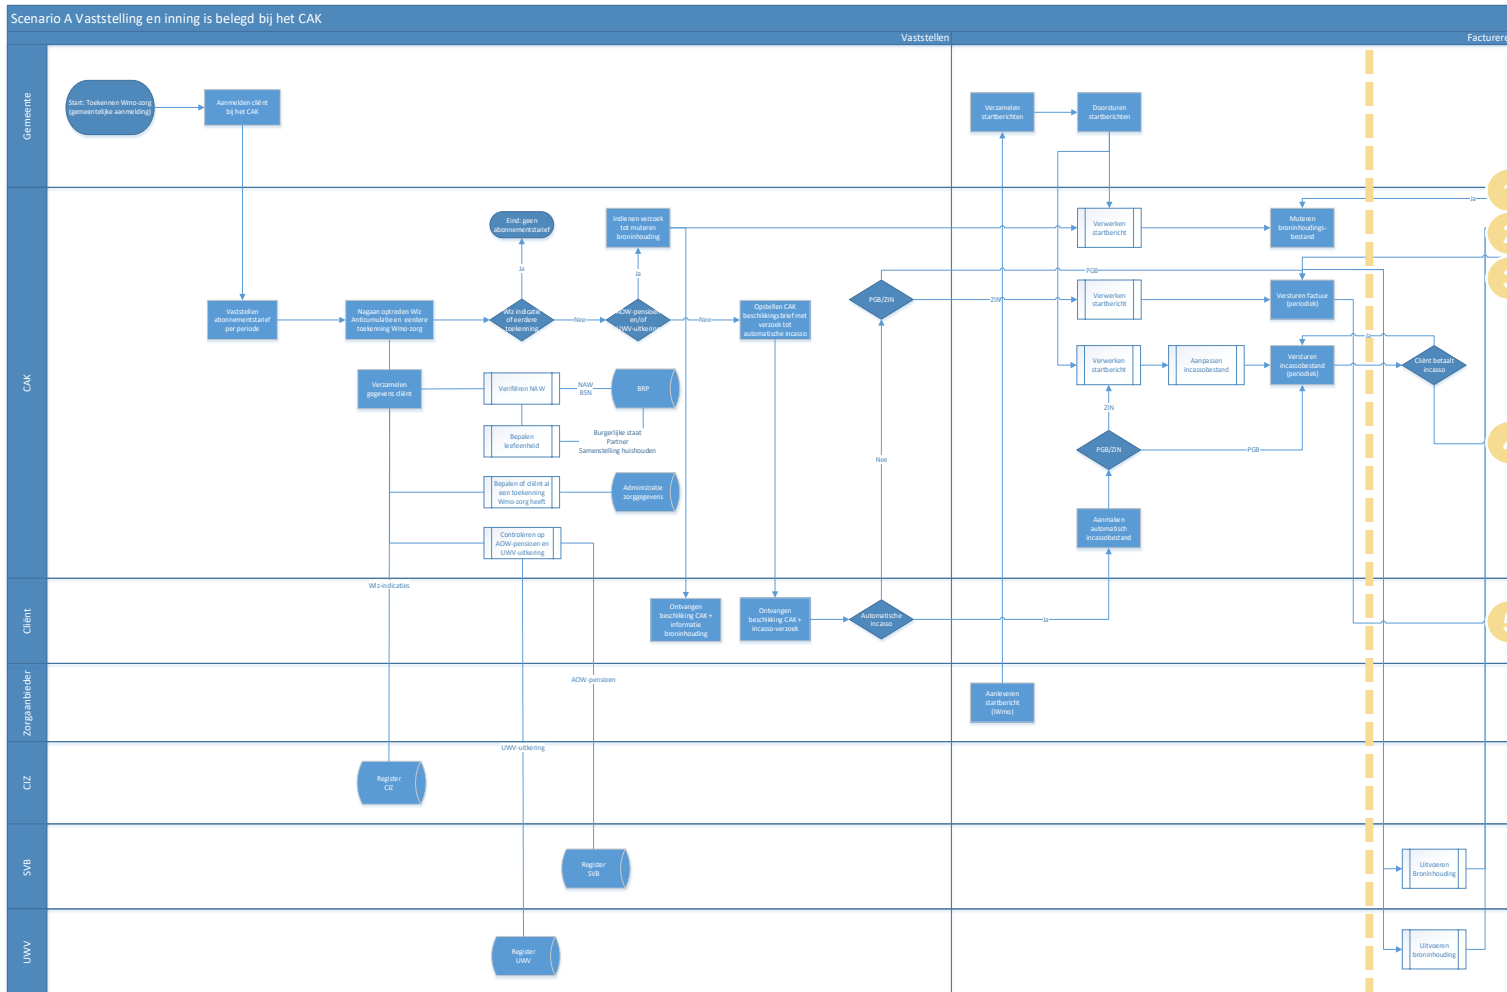 Scenario A Vaststelling en inning is belegd bij het CAK
Vaststellen
Gemeente
Start: Toekennen Wmo-zorg
(gemeentelijke aanmelding)
Aanmelden cliënt
bij het CAK
Verzamelen
startberichten
Doorsturen
startberichten
CAK
Eind: geen
abonnementstarief
Indienen verzoek
tot muteren
broninhouding
Verwerken
startbericht
Muteren
broninhoudings-
bestand
Ja
Ja
Ja
PGB
Vaststellen
abonnementstarief
per periode
Nagaan optreden Wlz
Anticumulatie en eerdere
toekenning Wmo-zorg
Wlz indicatie
of eerdere
toekenning
Nee
AOW-pensioen
en/of
UWV-uitkering
Nee
Opstellen CAK
beschikkingsbrief met
verzoek tot
automatische incasso
PGB/ZIN
ZIN
Verwerken
startbericht
Versturen factuur
(periodiek)
Ja
Verwerken
startbericht
Aanpassen
incassobestand
Versturen
incassobestand
(periodiek)
Cliënt betaalt
incasso
Verzamelen
gegevens cliënt
Verifiëren NAW
NAW
BSN
BRP
Bepalen
leefeenheid
Burgerlijke staat
Partner
Samenstelling huishouden
ZIN
PGB/ZIN
PGB
Nee
Bepalen of cliënt al
een toekenning
Wmo-zorg heeft
Administratie
zorggegevens
Controleren op
AOW-pensioen en
UWV-uitkering
Aanmaken
automatisch
incassobestand
Cliënt
Wlz-indicaties
Ontvangen
beschikking CAK +
informatie
broninhouding
Ontvangen
beschikking CAK +
incasso-verzoek
Automatische
incasso
Ja
Zorgaanbieder
AOW-pensioen
Aanleveren
startbericht
(iWmo)
CIZ
UWV-uitkering
Register
CIZ
SVB
Register
SVB
Uitvoeren
Broninhouding
UWV
Register
UWV
Uitvoeren
broninhouding